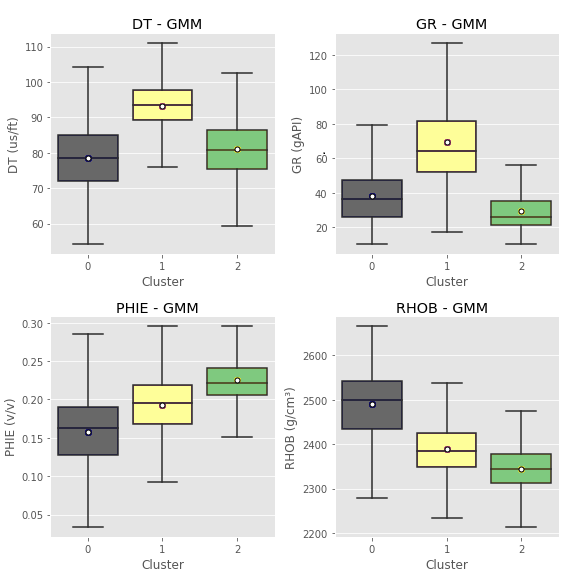 DT - GMM
DT (us/ft)
110
100
90
80
70
60
0 1 2
Cluster
GR - GMM
GR (gAPI)
120
100
80
60
40
20
0 1 2
Cluster
PHIE - GMM
PHIE (v/v)
0.30
0.25
0.20
0.15
0.10
0.05
0 1 2
Cluster
RHOB - GMM
RHOB (g/cm³)
2600
2500
2400
2300
2200
0 1 2
Cluster